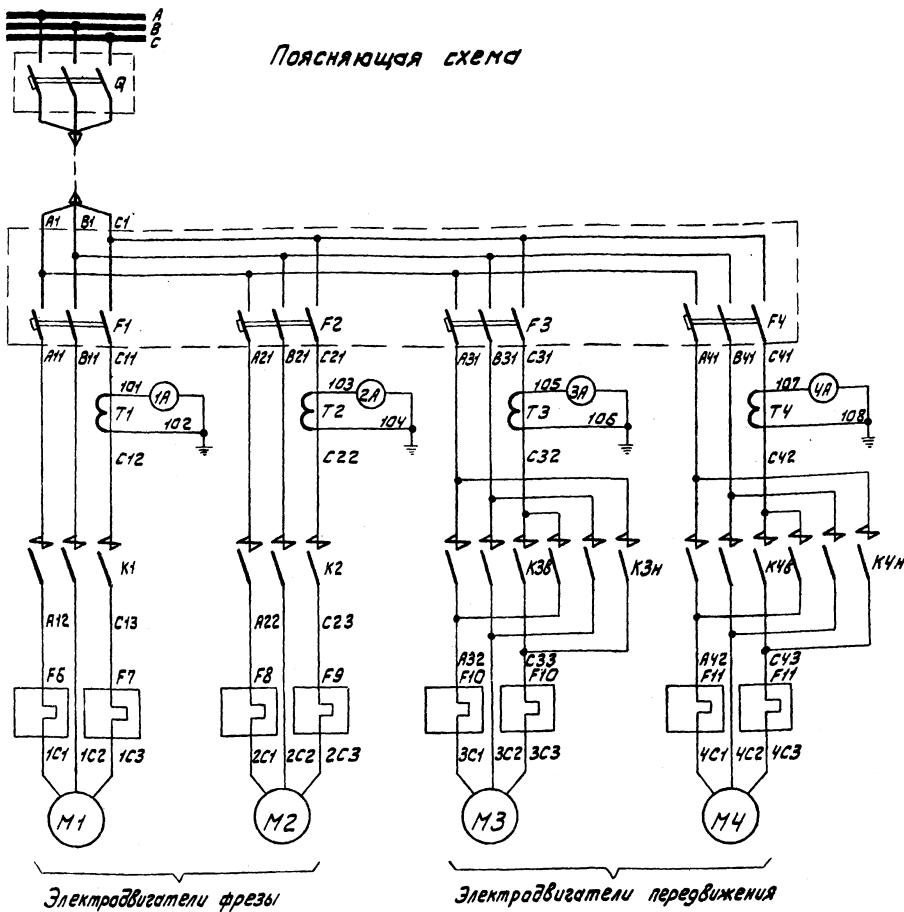 A
B
C
Поясняющая схема
Q
A1 B1 C1
F1 F2 F3 F4
A11 B11 C11 A21 B21 C21 A31 B31 C31 A41 B41 C41
101 1A 103 2A 105 3A 107 4A
T1 102 T2 104 T3 106 T4 108
C12 C22 C32 C42
K1 K2 K3в K3н K4в K4н
A12 C13 A22 C23
A32 C33 A42 C43
F6 F7 F8 F9 F10 F10 F11 F11
1C1 1C2 1C3 2C1 2C2 2C3 3C1 3C2 3C3 4C1 4C2 4C3
M1 M2 M3 M4
Электродвигатели фрезы Электродвигатели передвижения